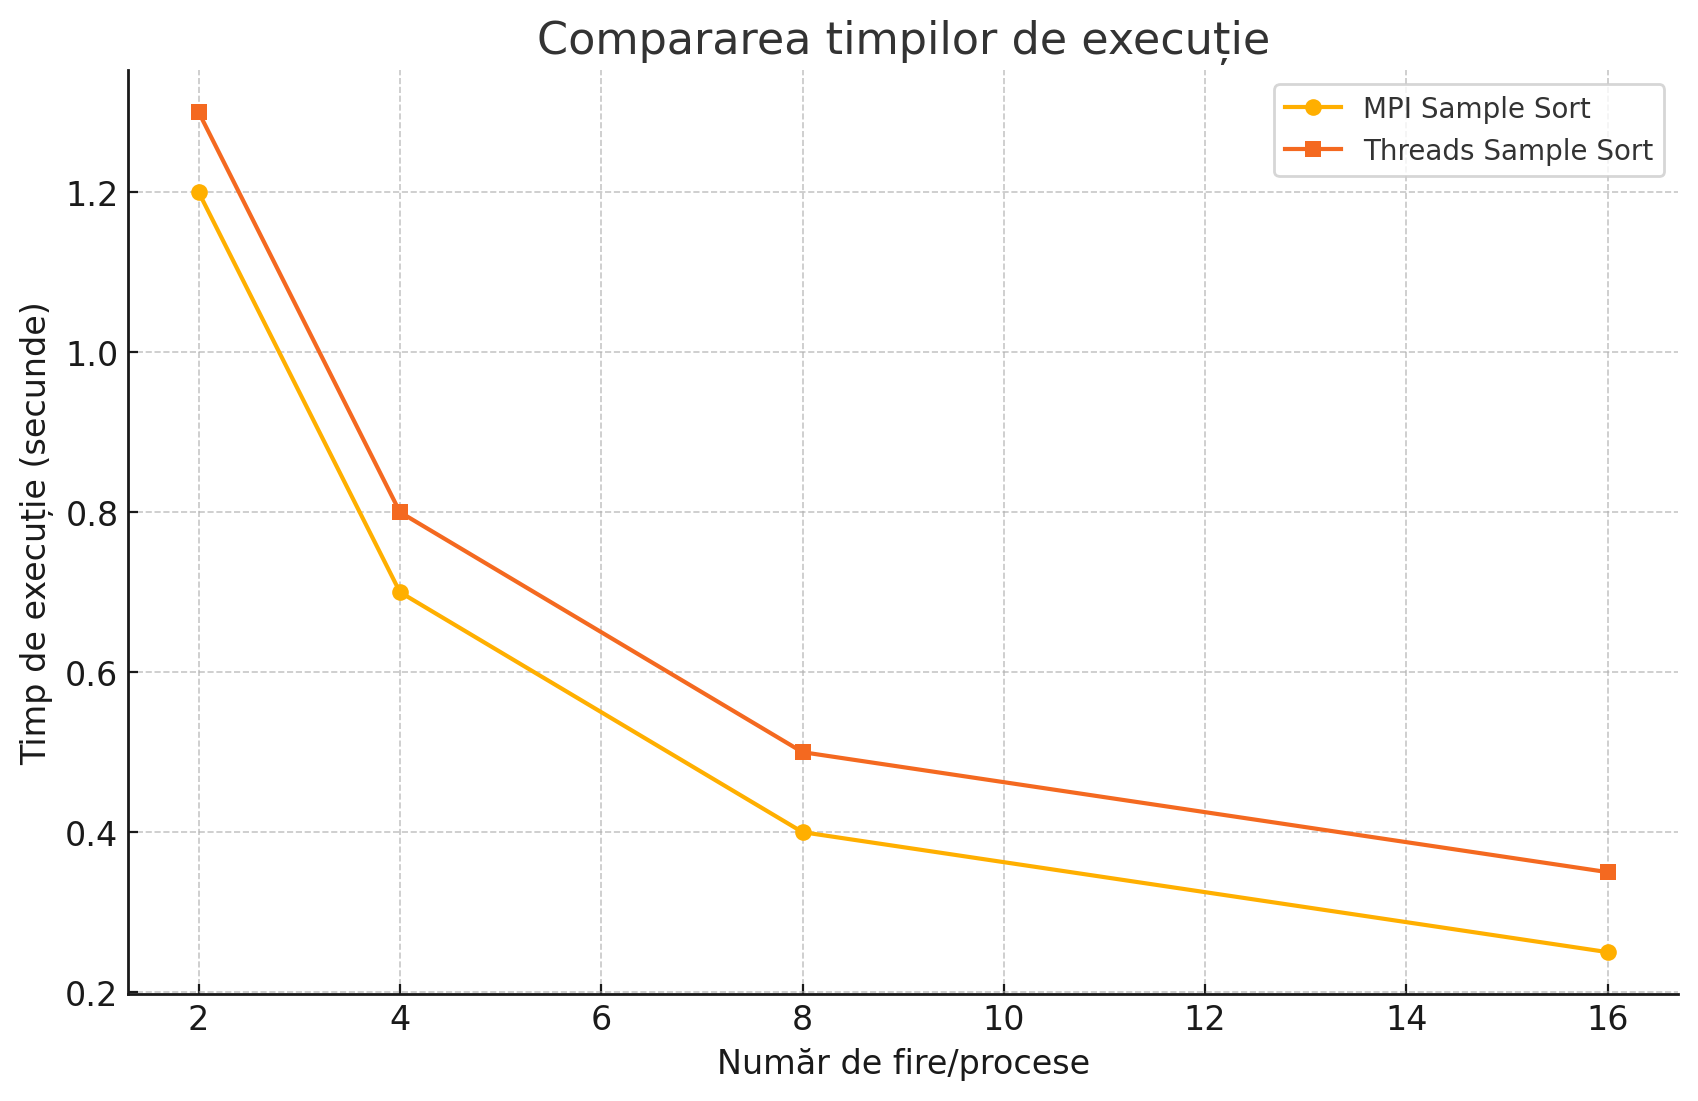 Compararea timpilor de execuție
MPI Sample Sort
Threads Sample Sort
Timp de execuție (secunde)
1.2
1.0
0.8
0.6
0.4
0.2
2 4 6 8 10 12 14 16
Număr de fire/procese